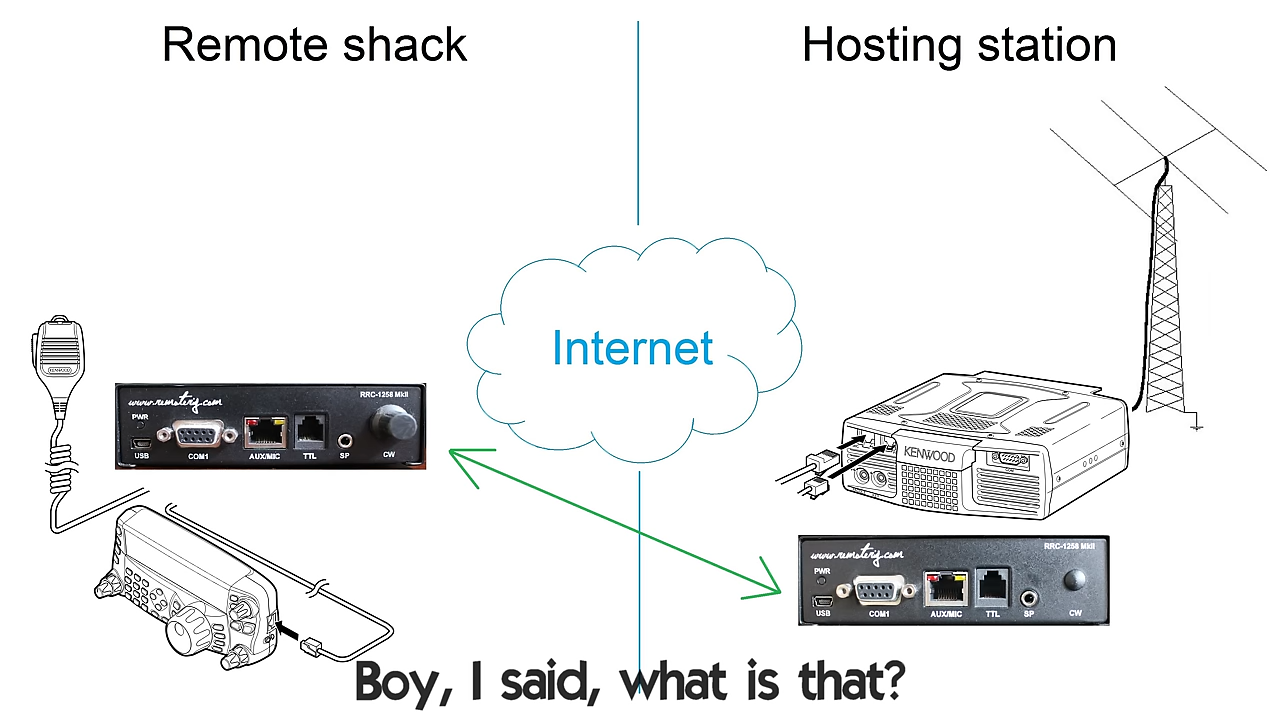 Remote shack
Hosting station
Internet
www.remoterig.com
RRC-1258 MkII
PWR
USB COM1 AUX/MIC TTL SP CW
KENWOOD
KENWOOD
www.remoterig.com
RRC-1258 MkII
PWR
USB COM1 AUX/MIC TTL SP CW
Boy, I said, what is that?